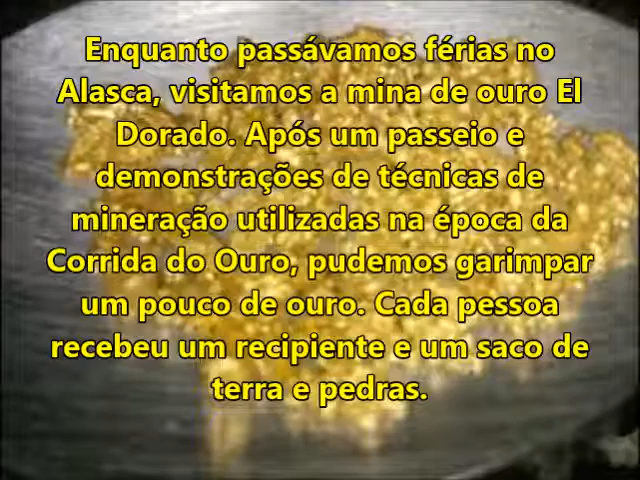 Enquanto passávamos férias no
Alasca, visitamos a mina de ouro El
Dorado. Após um passeio e
demonstrações de técnicas de
mineração utilizadas na época da
Corrida do Ouro, pudemos garimpar
um pouco de ouro. Cada pessoa
recebeu um recipiente e um saco de
terra e pedras.